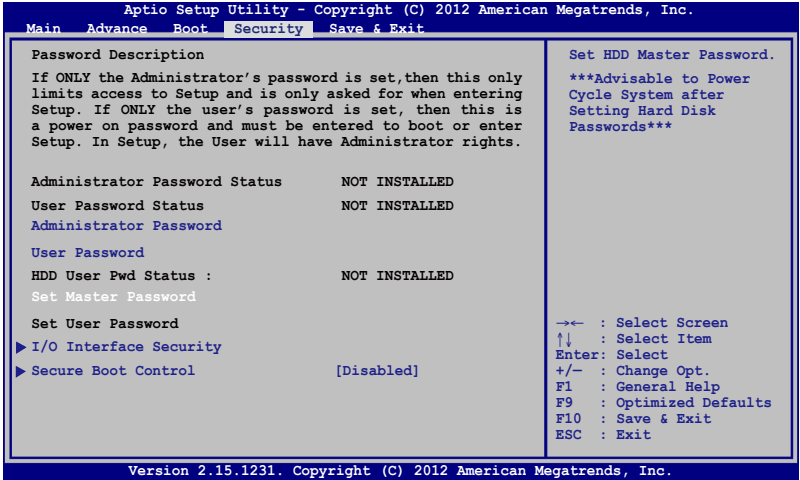 Aptio Setup Utility - Copyright (C) 2012 American Megatrends, Inc.
Main Advance Boot Security Save & Exit
Password Description
If ONLY the Administrator's password is set,then this only
limits access to Setup and is only asked for when entering
Setup. If ONLY the user's password is set, then this is
a power on password and must be entered to boot or enter
Setup. In Setup, the User will have Administrator rights.
Administrator Password Status NOT INSTALLED
User Password Status NOT INSTALLED
Administrator Password
User Password
HDD User Pwd Status : NOT INSTALLED
Set Master Password
Set User Password
I/O Interface Security
Secure Boot Control [Disabled]
Set HDD Master Password.
***Advisable to Power
Cycle System after
Setting Hard Disk
Passwords***
→← : Select Screen
↑↓ : Select Item
Enter: Select
+/— : Change Opt.
F1 : General Help
F9 : Optimized Defaults
F10 : Save & Exit
ESC : Exit
Version 2.15.1231. Copyright (C) 2012 American Megatrends, Inc.